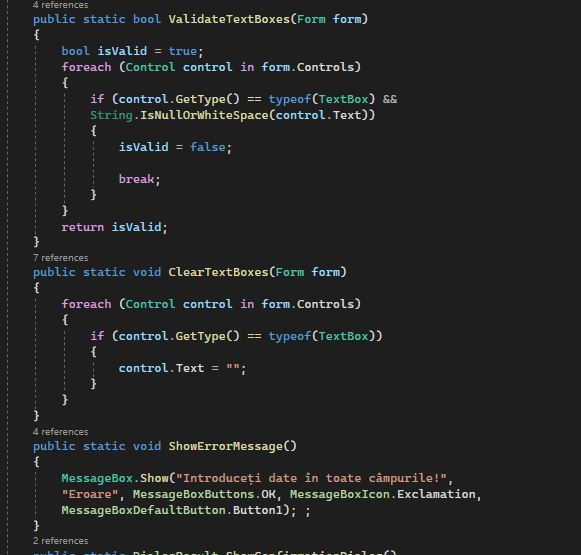 4 references
public static bool ValidateTextBoxes(Form form)
{
bool isValid = true;
foreach (Control control in form.Controls)
{
if (control.GetType() == typeof(TextBox) &&
String.IsNullOrWhiteSpace(control.Text))
{
isValid = false;
break;
}
}
return isValid;
}
7 references
public static void ClearTextBoxes(Form form)
{
foreach (Control control in form.Controls)
{
if (control.GetType() == typeof(TextBox))
{
control.Text = "";
}
}
}
4 references
public static void ShowErrorMessage()
{
MessageBox.Show("Introduceți date în toate câmpurile!",
"Eroare", MessageBoxButtons.OK, MessageBoxIcon.Exclamation,
MessageBoxDefaultButton.Button1); ;
}
2 references
public static DialogResult ShowConfirmationDialog()